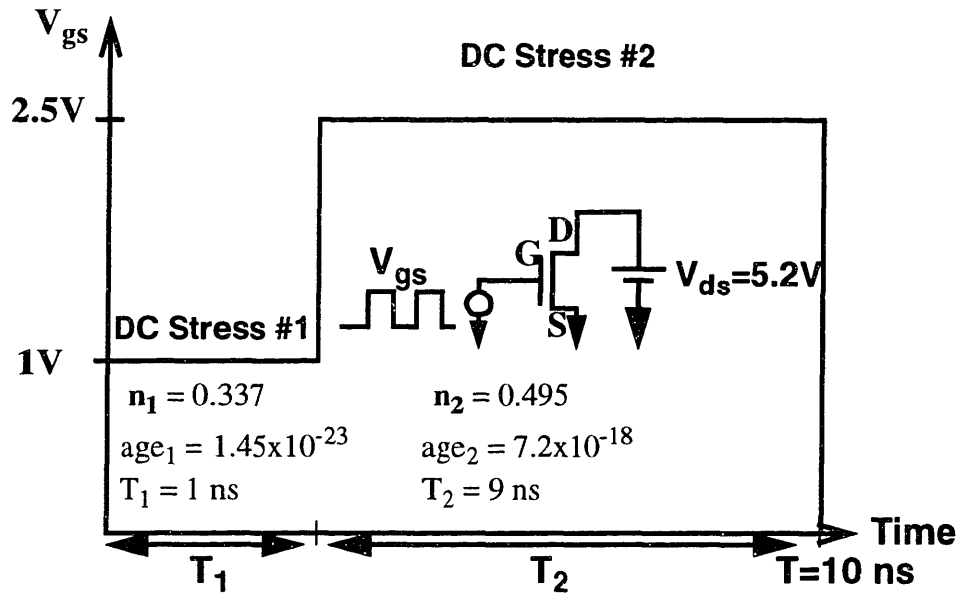 V_gs
DC Stress #2
2.5V
D
G
V_gs
V_ds=5.2V
S
DC Stress #1
1V
n_1 = 0.337
n_2 = 0.495
age_1 = 1.45x10^-23
age_2 = 7.2x10^-18
T_1 = 1 ns
T_2 = 9 ns
Time
T_1
T_2
T=10 ns